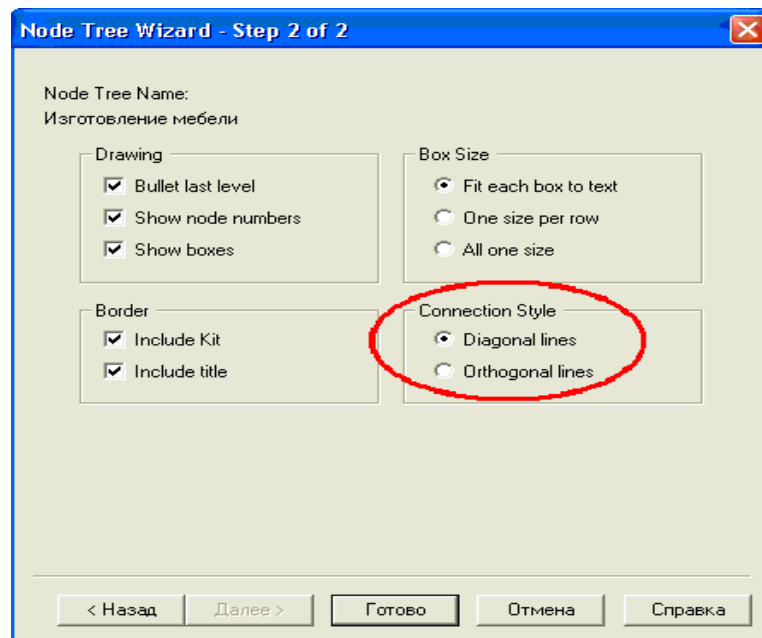 Node Tree Wizard - Step 2 of 2
Node Tree Name:
Изготовление мебели
Drawing
Bullet last level
Show node numbers
Show boxes
Box Size
Fit each box to text
One size per row
All one size
Border
Include Kit
Include title
Connection Style
Diagonal lines
Orthogonal lines
< Назад
Далее >
Готово
Отмена
Справка